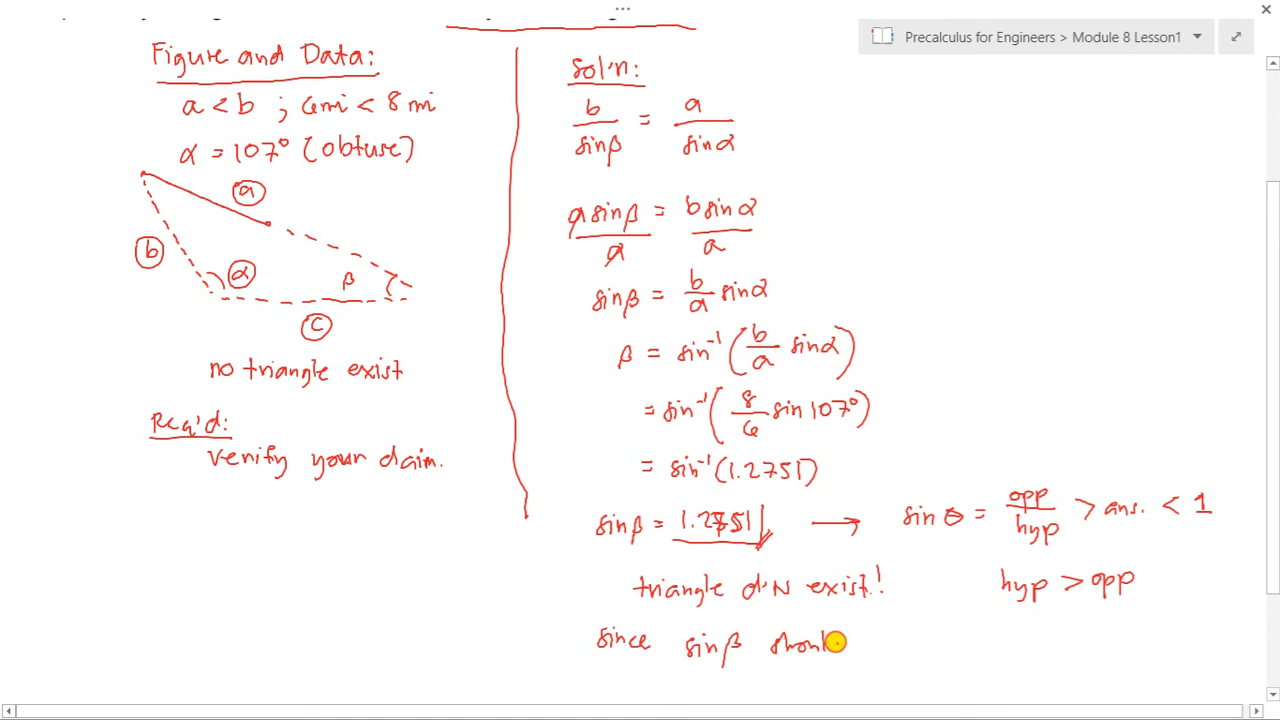 Precalculus for Engineers > Module 8 Lesson1
Figure and Data:
a < b ; 6mi < 8 mi
α = 107° (obtuse)
a
b
α
β
c
no triangle exist
Req'd:
verify your claim.
Sol'n:
b/sinβ = a/sinα
a sinβ/a = b sinα/a
sinβ = b/a sinα
β = sin⁻¹(b/a sinα)
= sin⁻¹(8/6 sin 107°)
= sin⁻¹(1.2751)
sinβ = 1.2751 → sin θ = opp/hyp > ans. < 1
triangle d'N exist! hyp > opp
since sinβ shoul